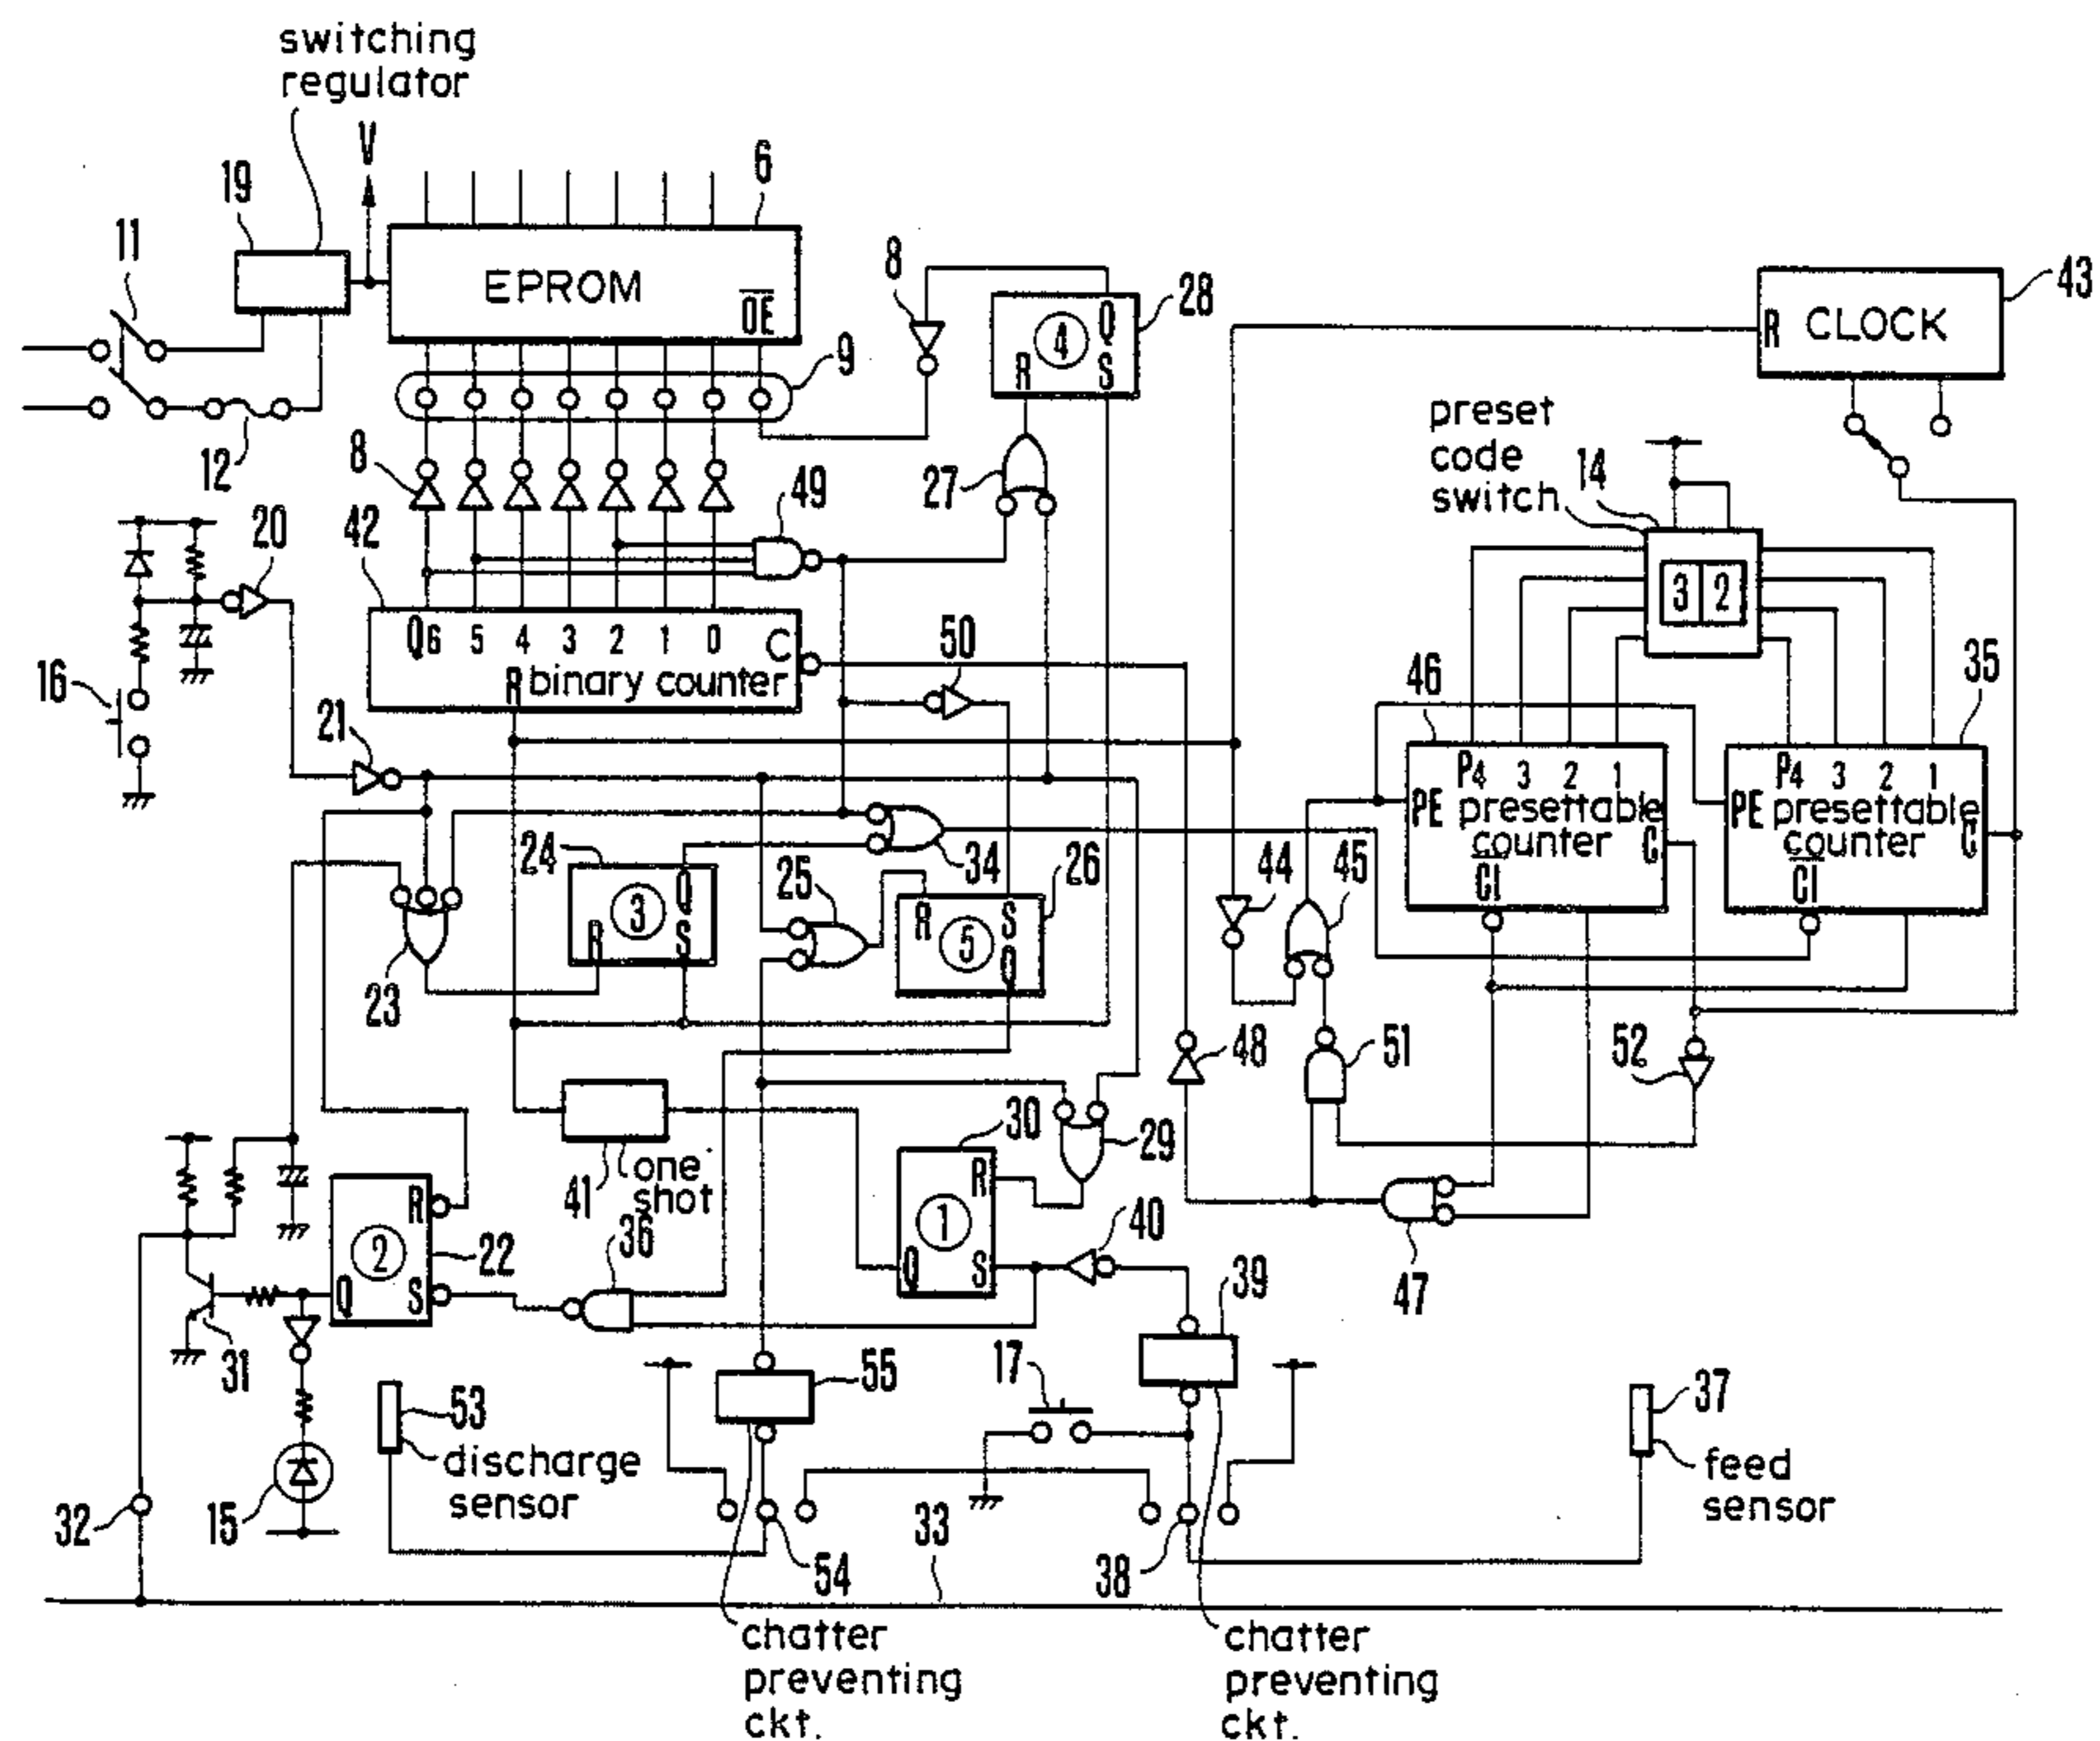 switching
regulator
V
19
6
11
EPROM
OE
8
Q
28
43
R CLOCK
4
R S
9
12
preset
code
switch
14
8
49
27
3 2
42
20
Q6 5 4 3 2 1 0 C
R binary counter
50
16
21
46
35
P4 3 2 1
PE presettable
counter C
CI
P4 3 2 1
PE presettable
counter C
CI
24
34
26
25
44
45
Q
3
R S
R S
5
Q
23
48
51
52
30
29
41
one
shot
R
1
Q S
40
36
R
2
22
Q S
39
47
31
17
55
37
53
discharge
sensor
feed
sensor
32
15
54
33
38
chatter
preventing
ckt.
chatter
preventing
ckt.